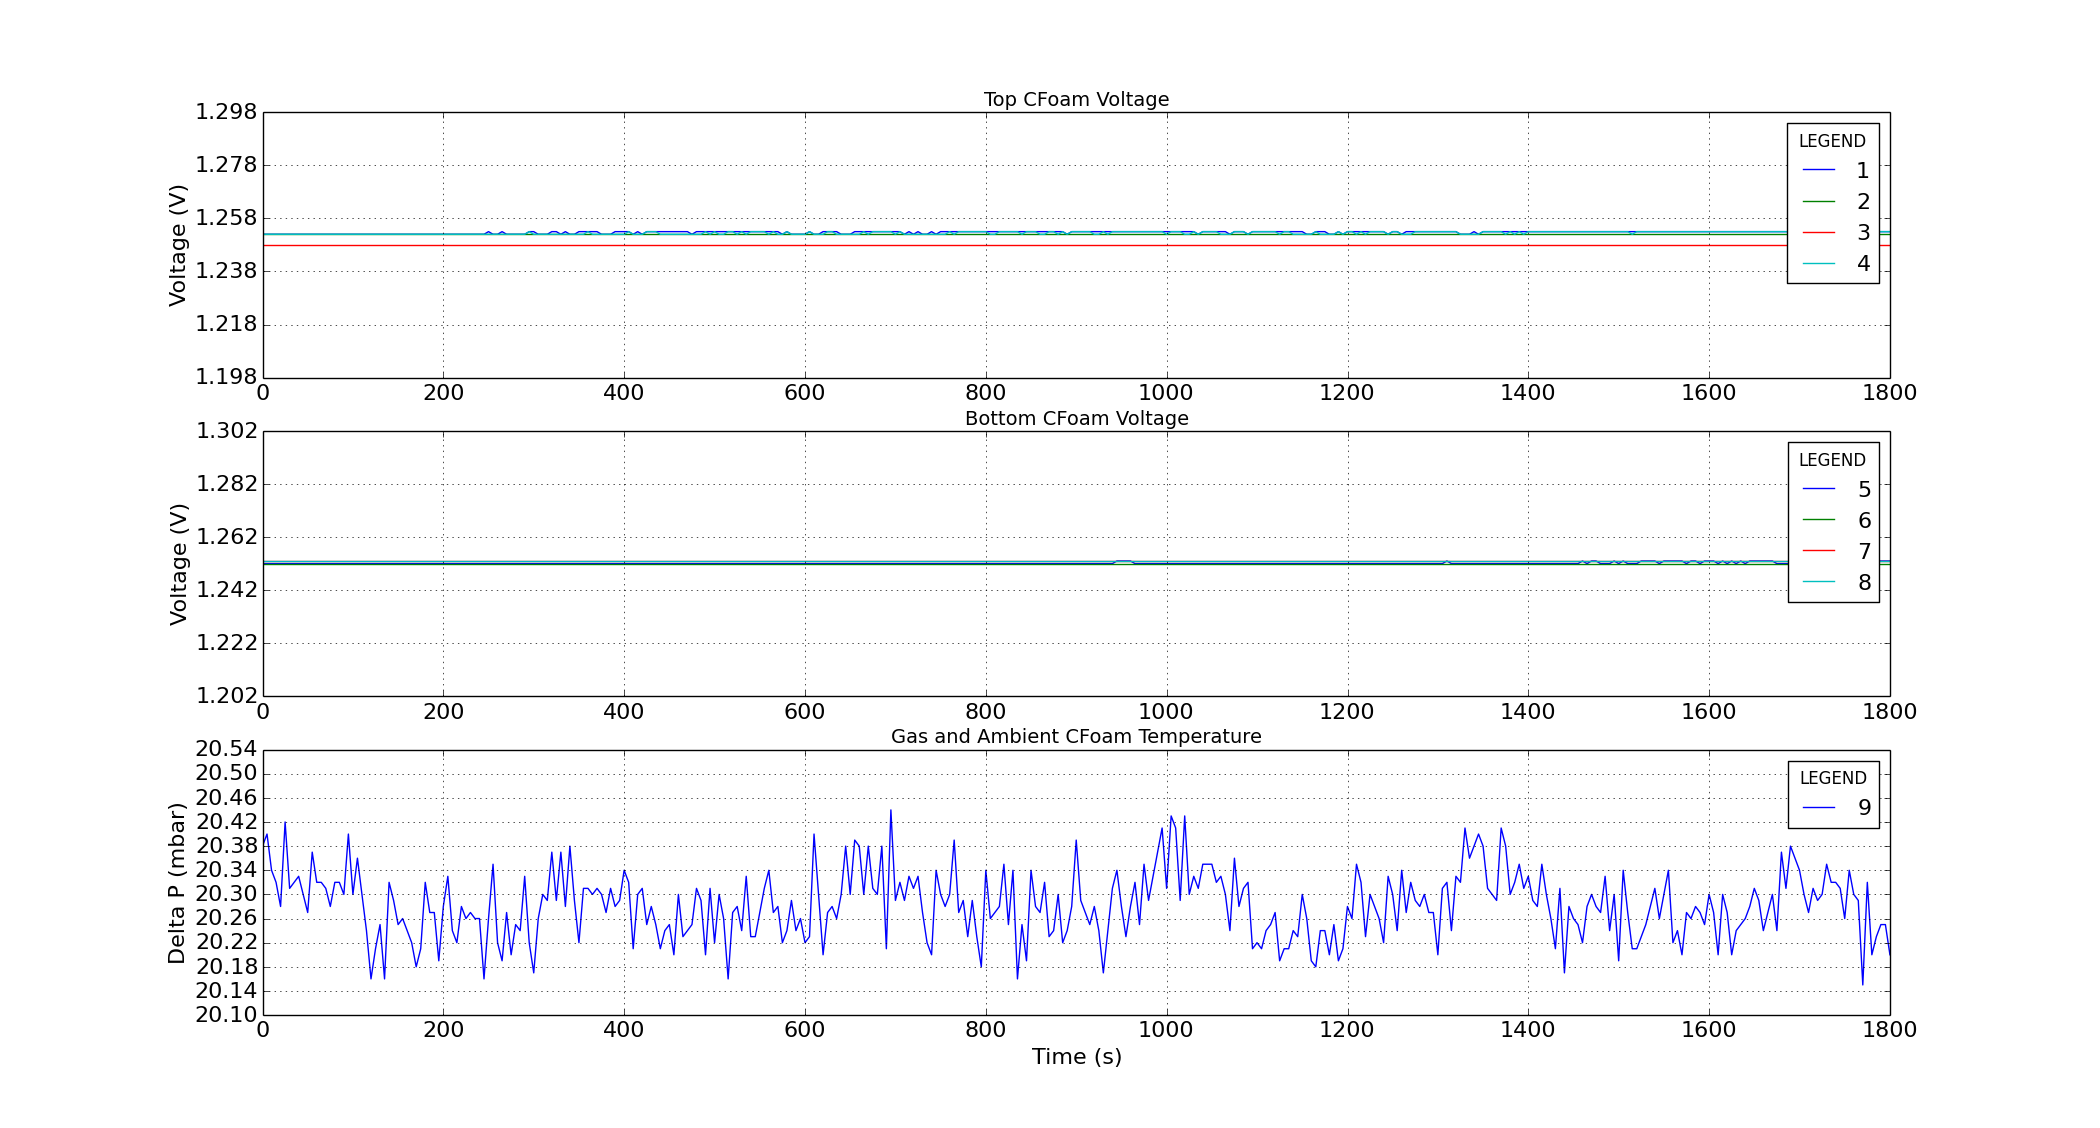 Top CFoam Voltage
1.298
1.278
1.258
1.238
1.218
1.198
Voltage (V)
LEGEND
1
2
3
4
0 200 400 600 800 1000 1200 1400 1600 1800
Bottom CFoam Voltage
1.302
1.282
1.262
1.242
1.222
1.202
Voltage (V)
LEGEND
5
6
7
8
0 200 400 600 800 1000 1200 1400 1600 1800
Gas and Ambient CFoam Temperature
20.54
20.50
20.46
20.42
20.38
20.34
20.30
20.26
20.22
20.18
20.14
20.10
Delta P (mbar)
LEGEND
9
0 200 400 600 800 1000 1200 1400 1600 1800
Time (s)